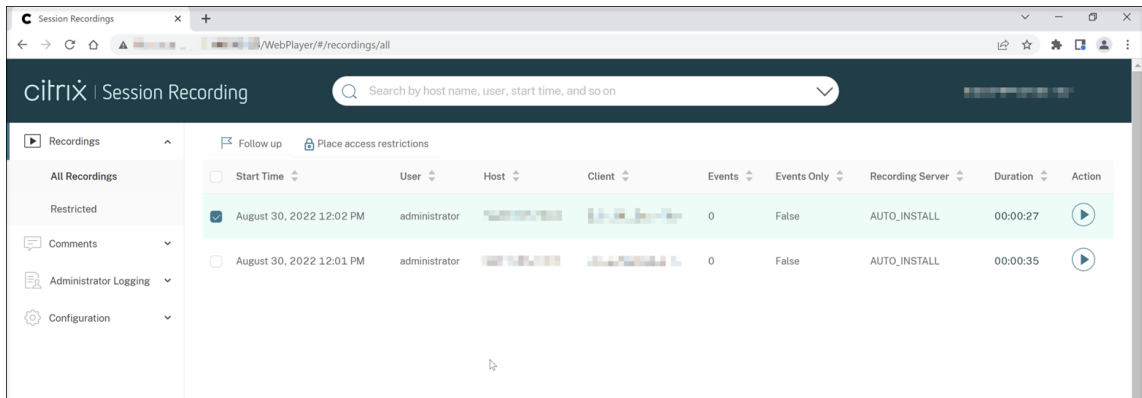 Session Recordings
/WebPlayer/#/recordings/all
citrix | Session Recording
Search by host name, user, start time, and so on
Recordings
Follow up Place access restrictions
All Recordings
Start Time User Host Client Events Events Only Recording Server Duration Action
Restricted
August 30, 2022 12:02 PM administrator 0 False AUTO_INSTALL 00:00:27
Comments
August 30, 2022 12:01 PM administrator 0 False AUTO_INSTALL 00:00:35
Administrator Logging
Configuration